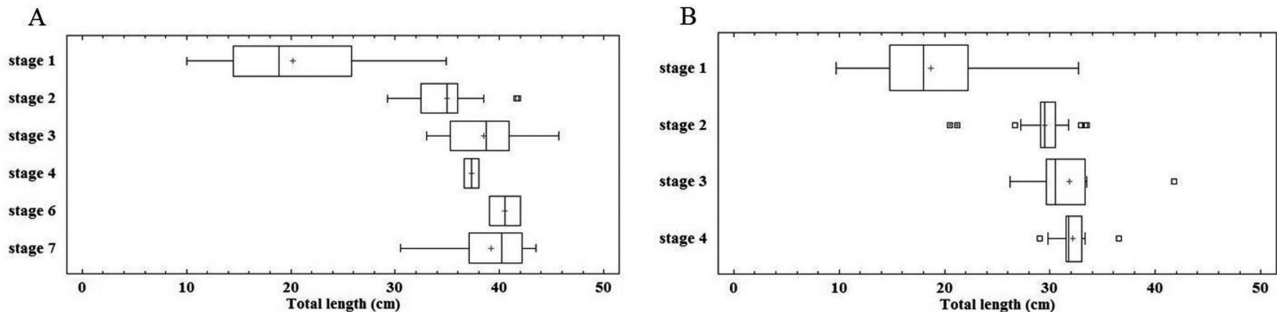 A
stage 1
stage 2
stage 3
stage 4
stage 6
stage 7
0 10 20 30 40 50
Total length (cm)
B
stage 1
stage 2
stage 3
stage 4
0 10 20 30 40 50
Total length (cm)